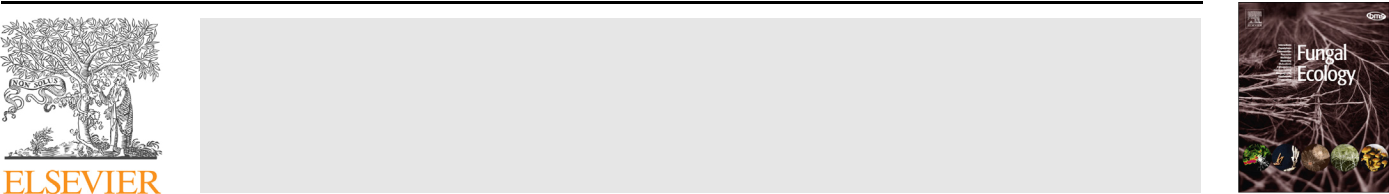 NON SOLUS
ELSEVIER
Fungal
Ecology